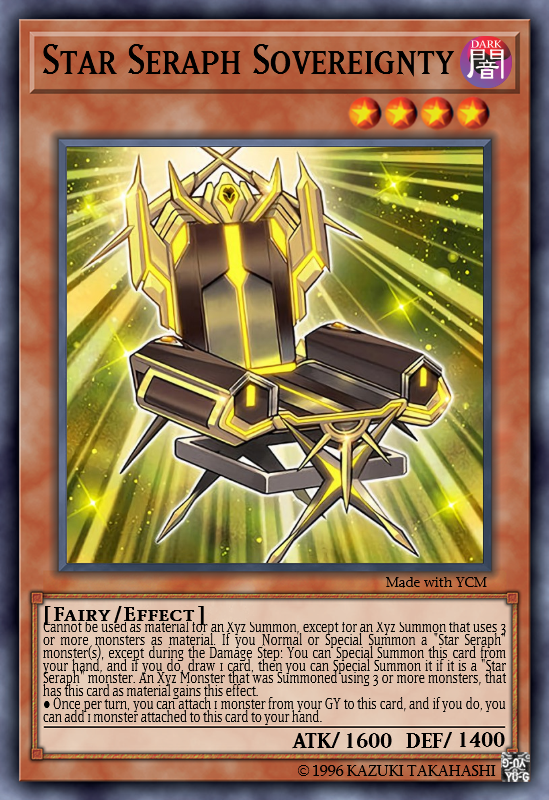 STAR SERAPH SOVEREIGNTY
DARK
闇
Made with YCM
[FAIRY/EFFECT]
Cannot be used as material for an Xyz Summon, except for an Xyz Summon that uses 3
or more monsters as material. If you Normal or Special Summon a "Star Seraph"
monster(s), except during the Damage Step: You can Special Summon this card from
your hand, and if you do, draw 1 card, then you can Special Summon it if it is a "Star
Seraph" monster. An Xyz Monster that was Summoned using 3 or more monsters, that
has this card as material gains this effect.
● Once per turn, you can attach 1 monster from your GY to this card, and if you do, you
can add 1 monster attached to this card to your hand.
ATK/ 1600 DEF/ 1400
©1996 KAZUKI TAKAHASHI